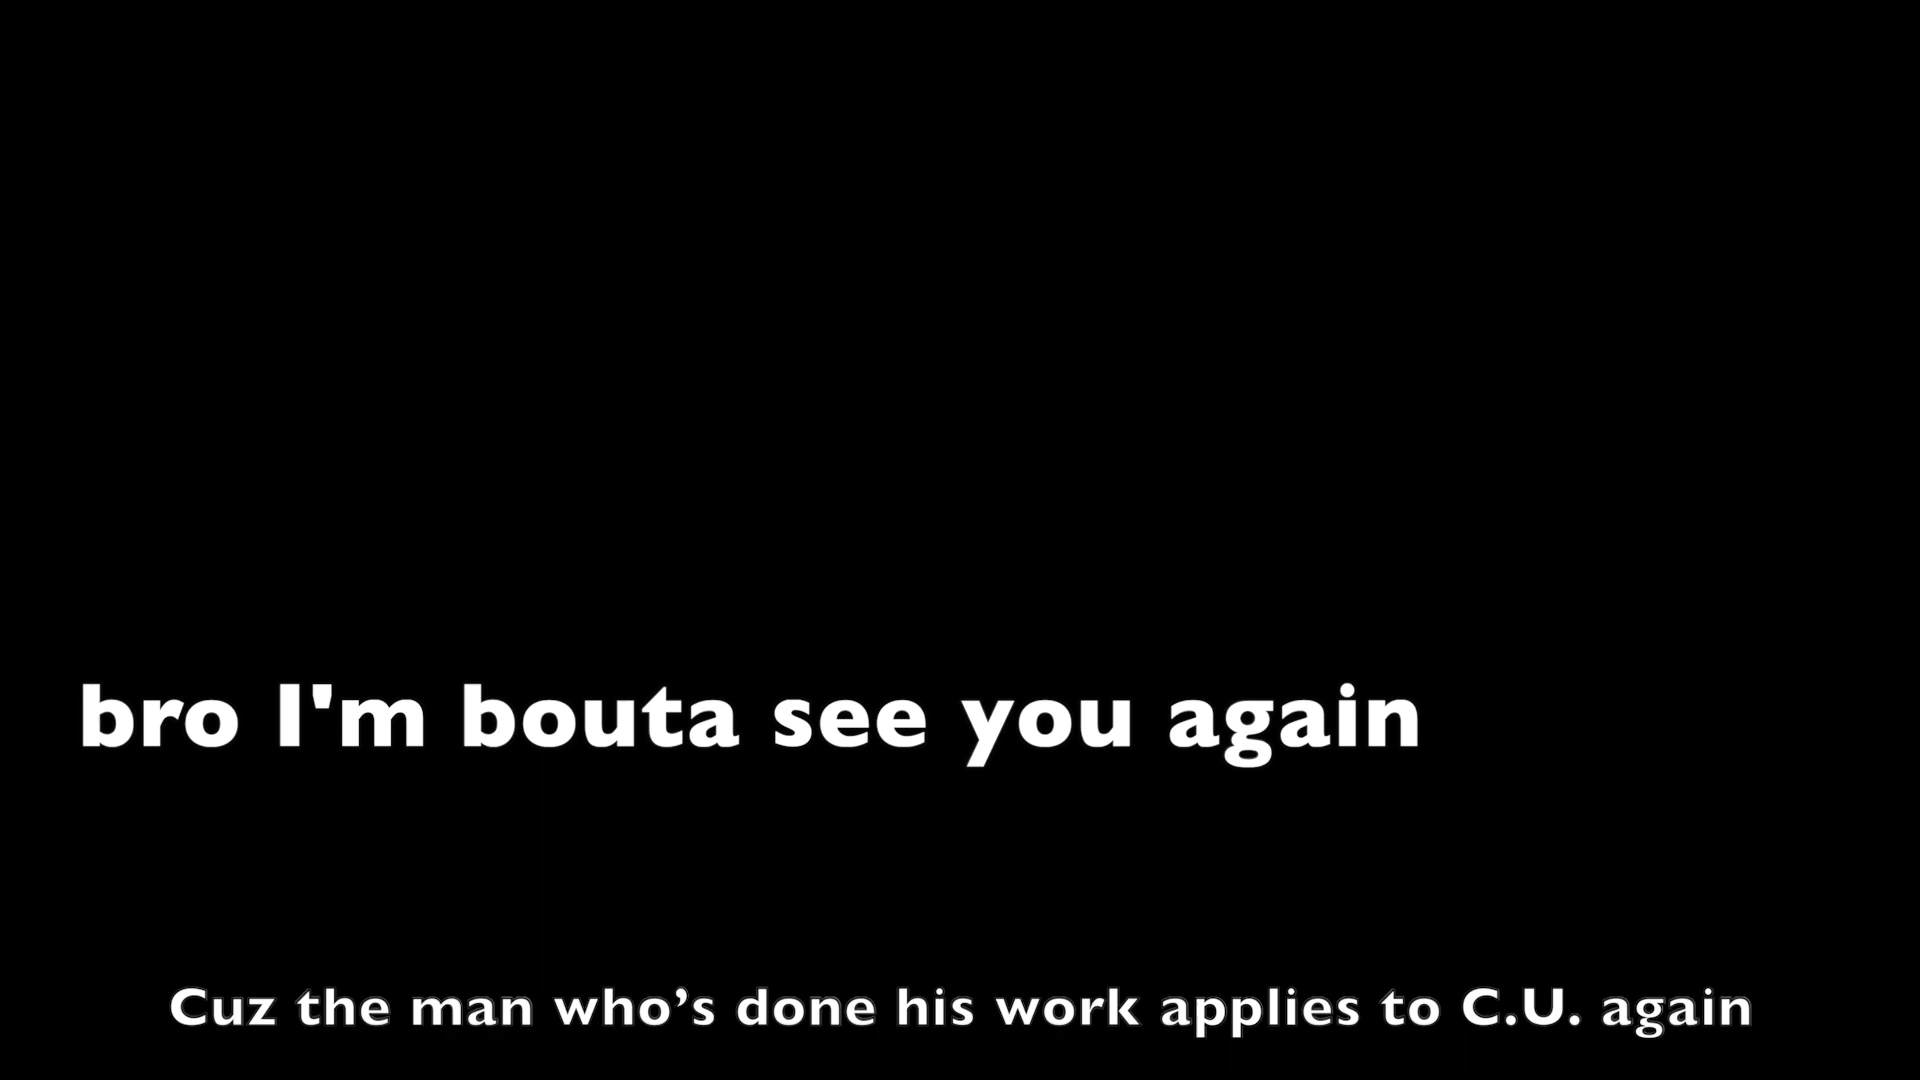 bro I'm bouta see you again
Cuz the man who’s done his work applies to C.U. again